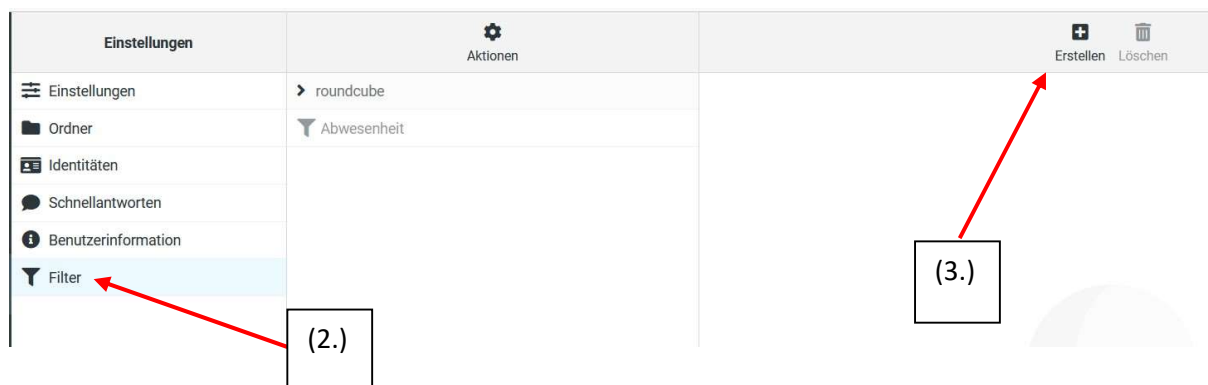 Einstellungen
Aktionen
Erstellen Löschen
Einstellungen
Ordner
Identitäten
Schnellantworten
Benutzerinformation
Filter
roundcube
Abwesenheit
(2.)
(3.)